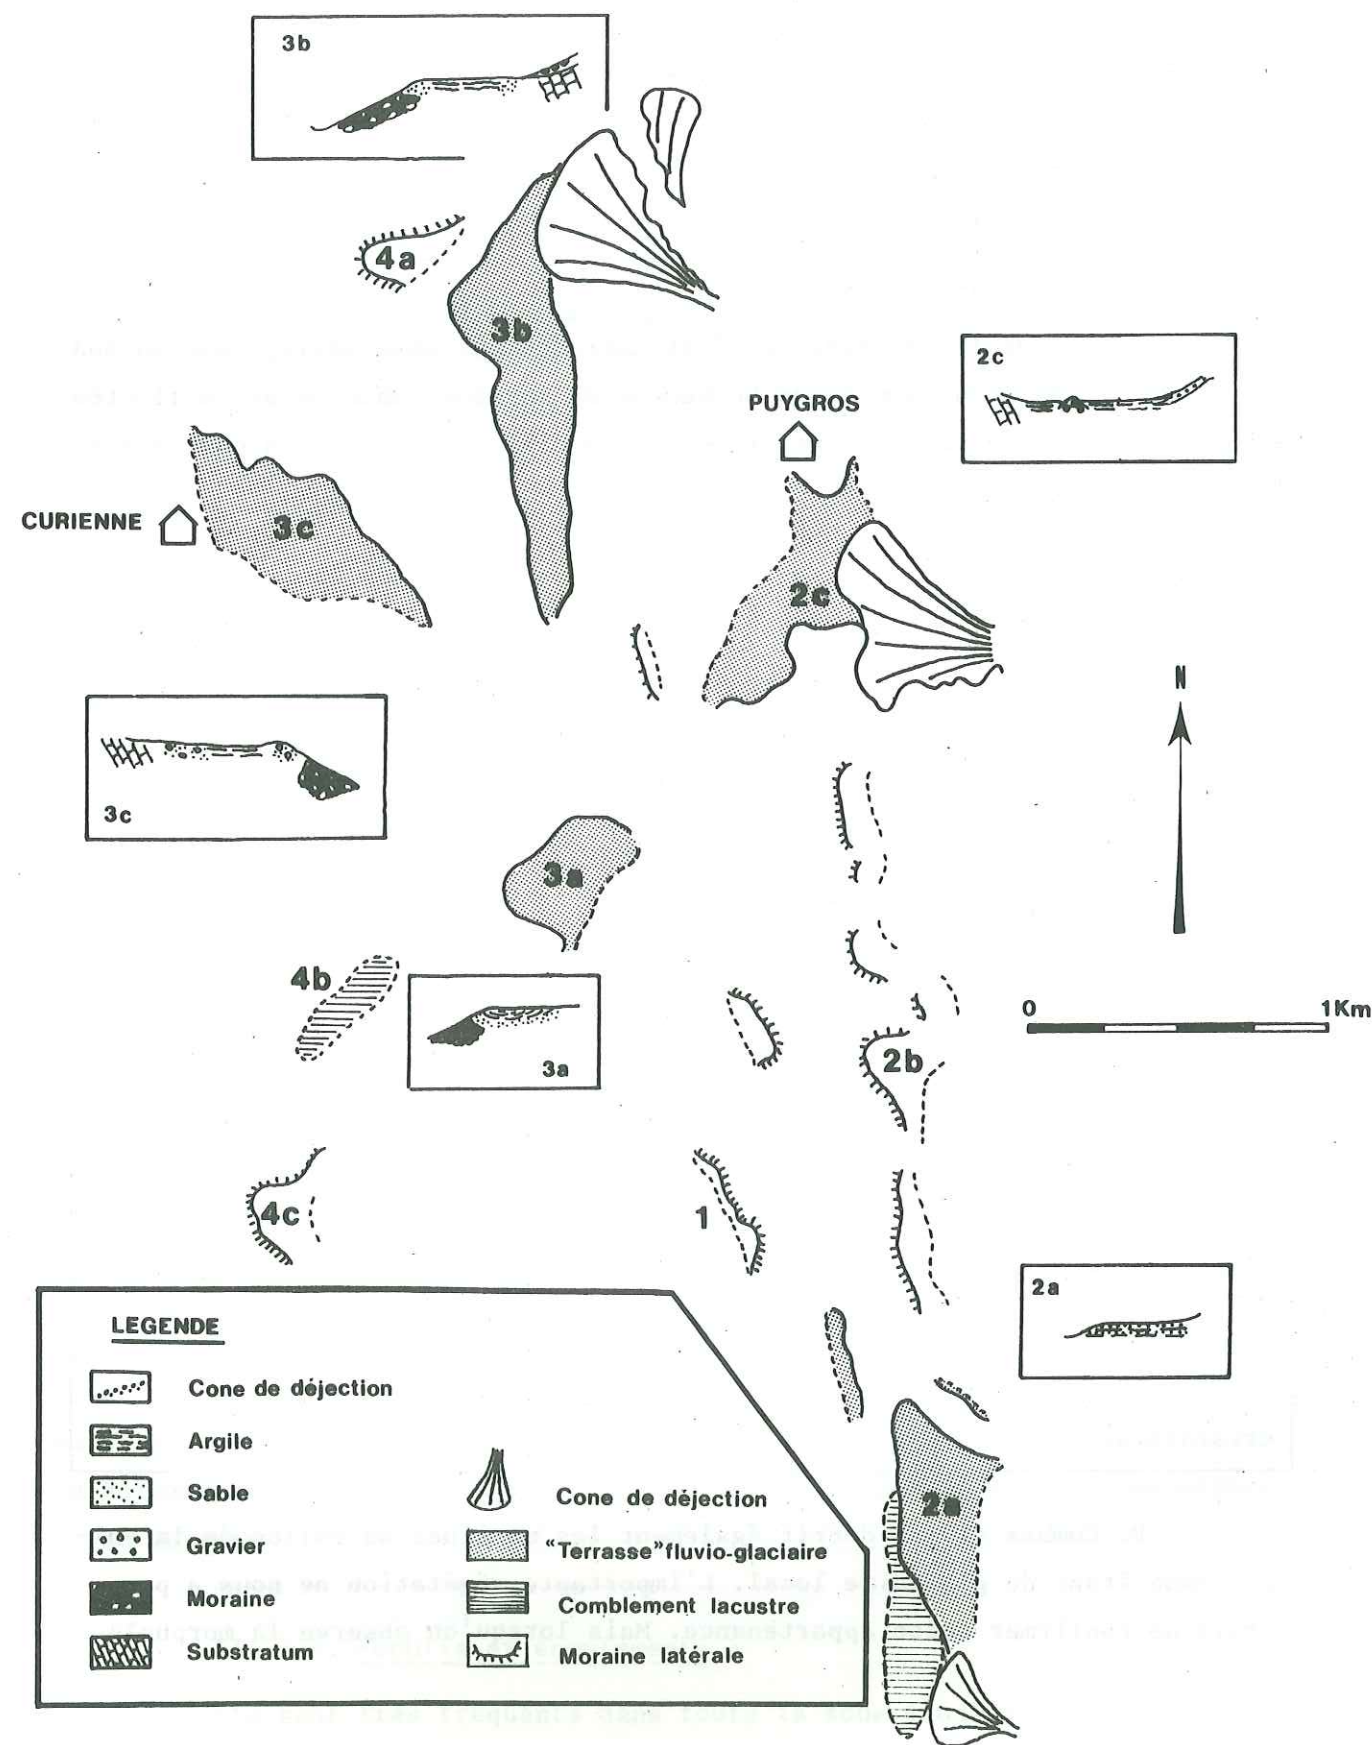 3b
4a
3b
2c
PUYGROS
CURIENNE
3c
2c
N
3c
3a
4b
3a
0 1Km
2b
4c
1
2a
LEGENDE
Cone de déjection
Argile
Sable
Gravier
Moraine
Substratum
Cone de déjection
“Terrasse” fluvio-glaciaire
Comblement lacustre
Moraine latérale
2a